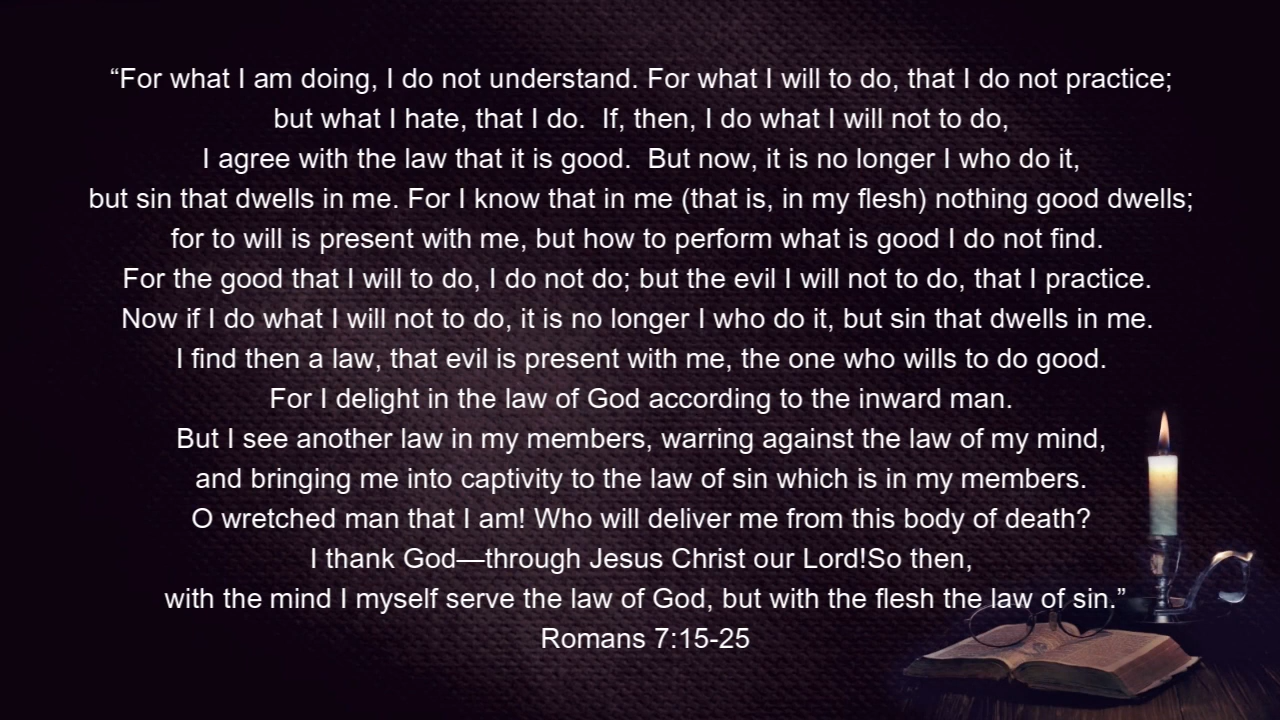 “For what I am doing, I do not understand. For what I will to do, that I do not practice;
but what I hate, that I do.  If, then, I do what I will not to do,
I agree with the law that it is good.  But now, it is no longer I who do it,
but sin that dwells in me. For I know that in me (that is, in my flesh) nothing good dwells;
for to will is present with me, but how to perform what is good I do not find.
For the good that I will to do, I do not do; but the evil I will not to do, that I practice.
Now if I do what I will not to do, it is no longer I who do it, but sin that dwells in me.
I find then a law, that evil is present with me, the one who wills to do good.
For I delight in the law of God according to the inward man.
But I see another law in my members, warring against the law of my mind,
and bringing me into captivity to the law of sin which is in my members.
O wretched man that I am! Who will deliver me from this body of death?
I thank God—through Jesus Christ our Lord!So then,
with the mind I myself serve the law of God, but with the flesh the law of sin.”
Romans 7:15-25